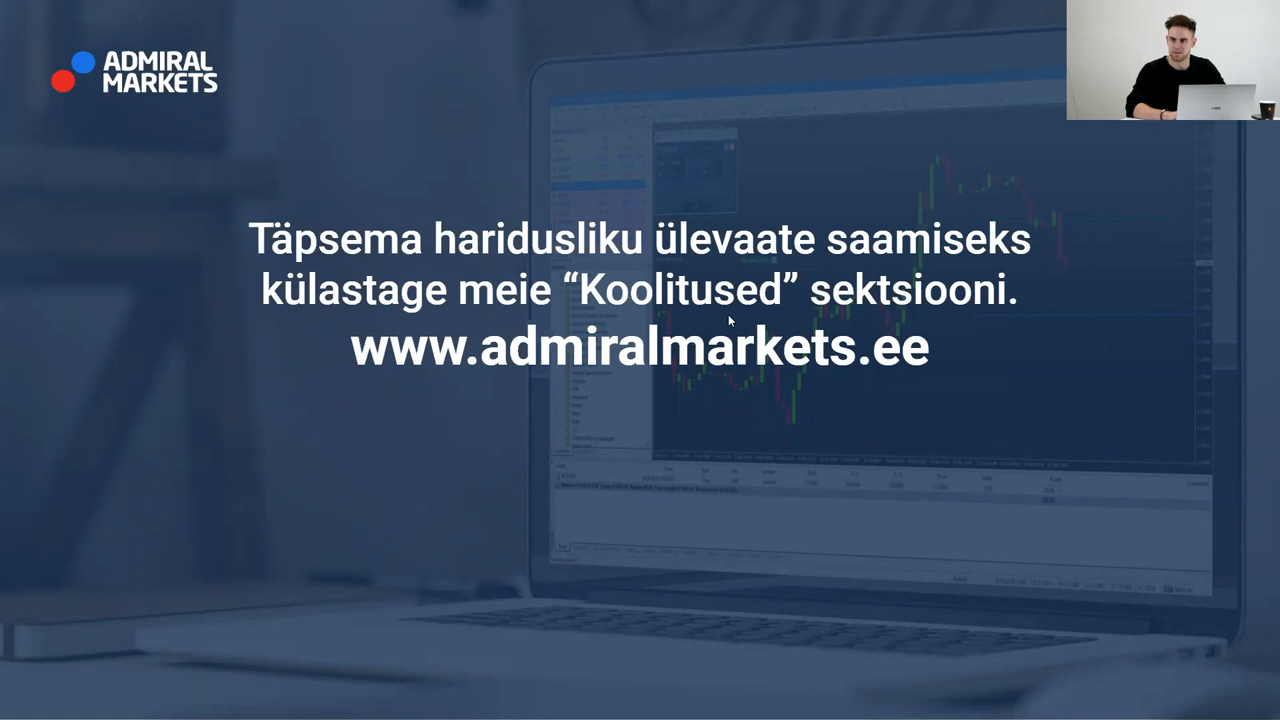 ADMIRAL
MARKETS
Täpsema haridusliku ülevaate saamiseks
külastage meie “Koolitused” sektsiooni.
www.admiralmarkets.ee